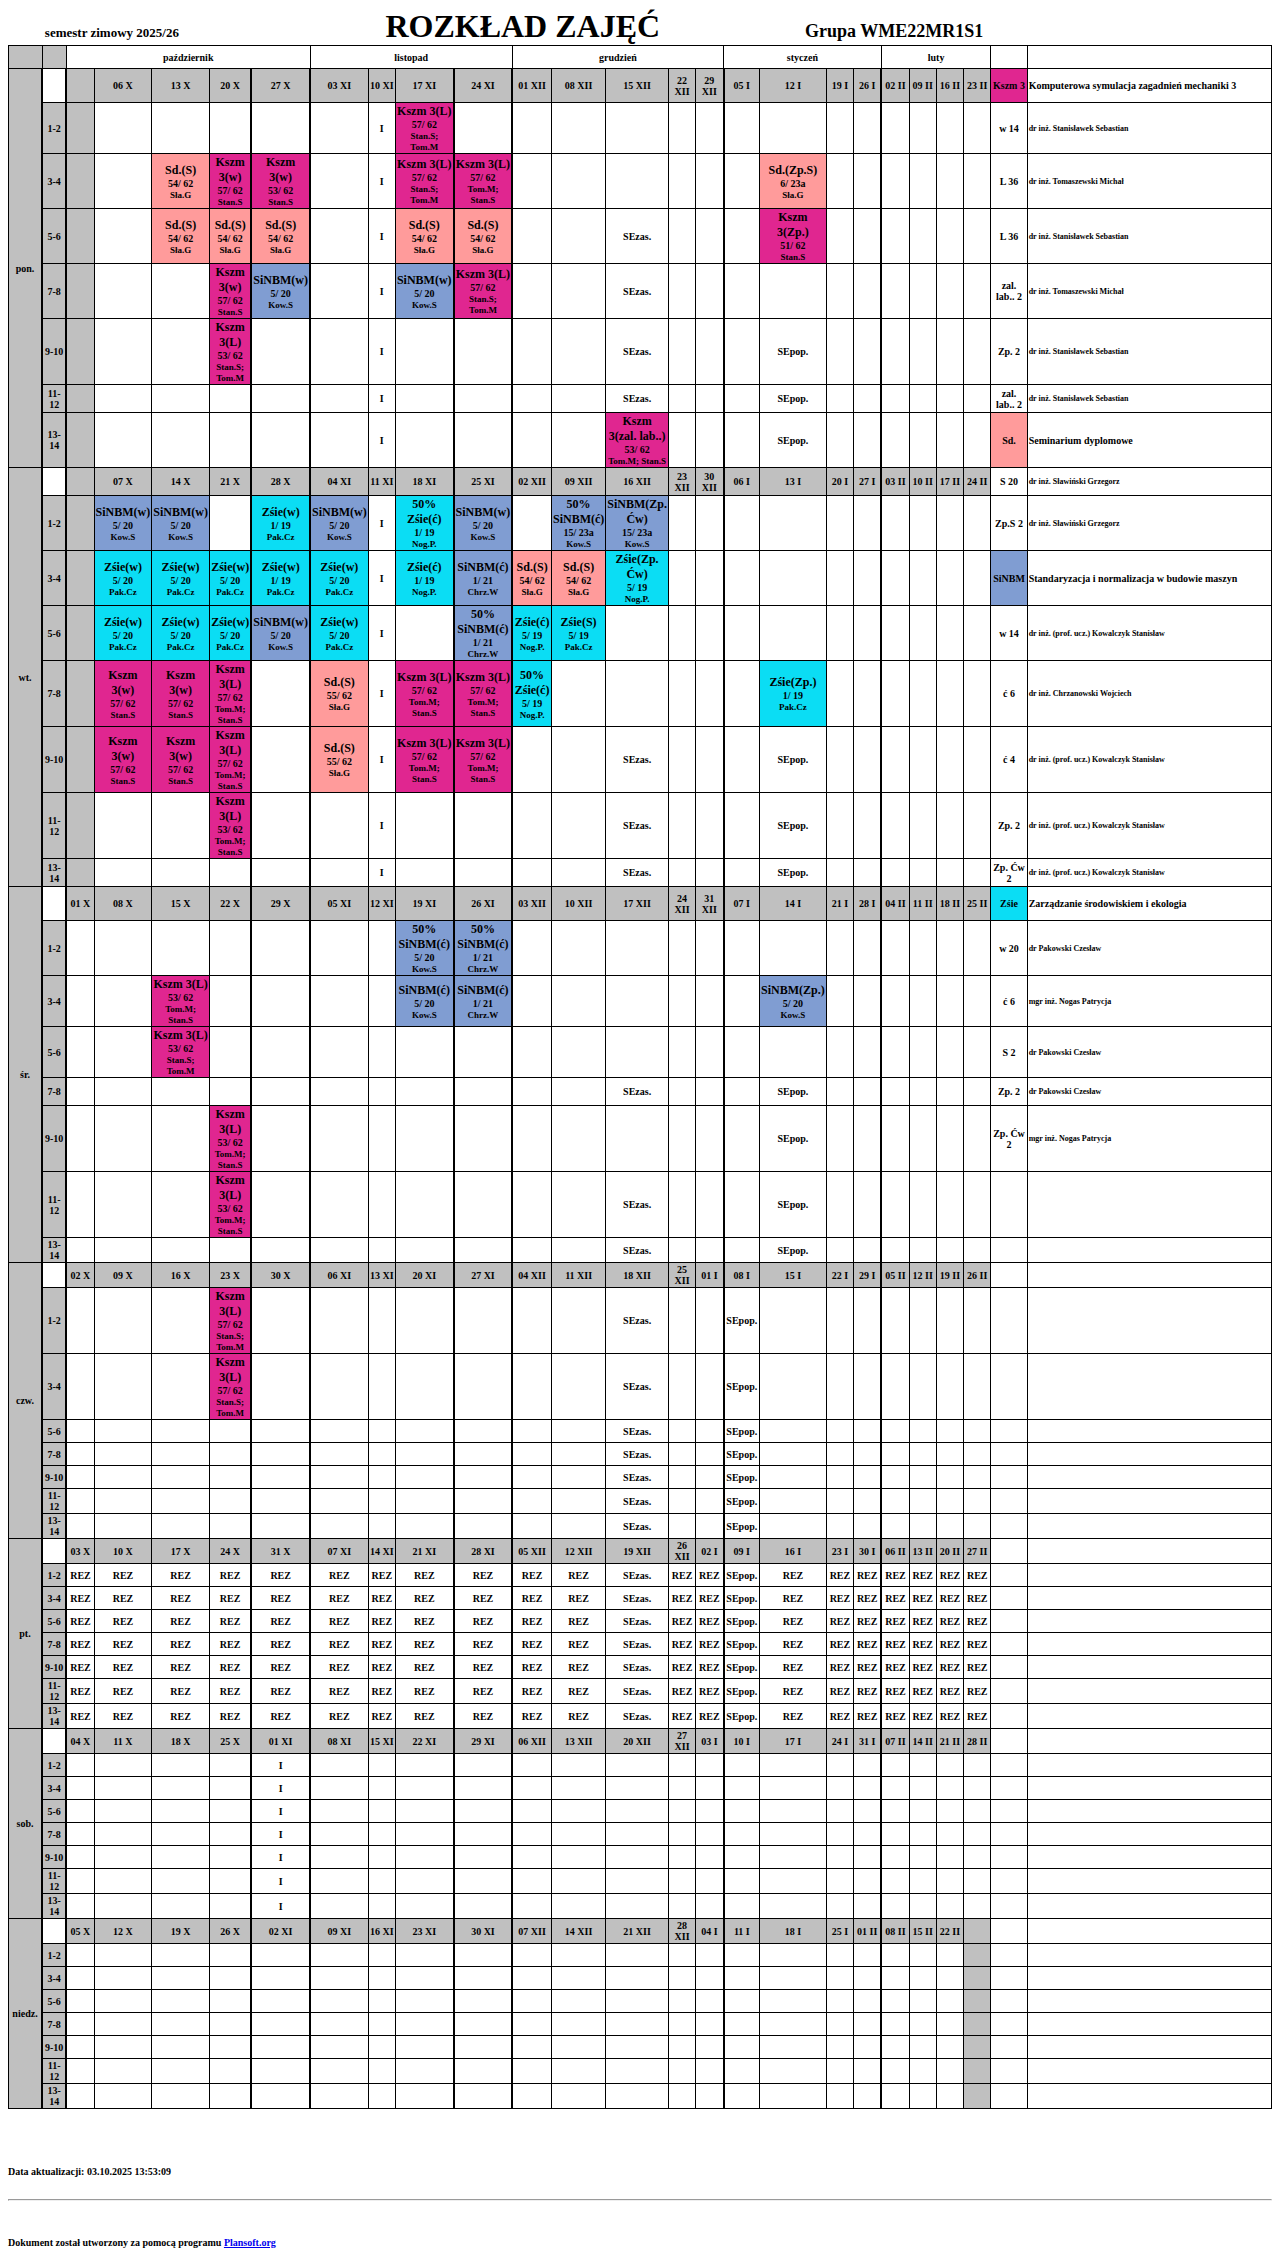 semestr zimowy 2025/26 ROZKŁAD ZAJĘĆ Grupa WME22MR1S1
październik listopad grudzień styczeń luty
pon.
06 X 13 X 20 X 27 X 03 XI 10 XI 17 XI 24 XI 01 XII 08 XII 15 XII 22 XII 29 XII 05 I 12 I 19 I 26 I 02 II 09 II 16 II 23 II Kszm 3 Komputerowa symulacja zagadnień mechaniki 3
1-2 I Kszm 3(L) 57/ 62 Stan.S; Tom.M w 14 dr inż. Stanisławek Sebastian
3-4 Sd.(S) 54/ 62 Sła.G Kszm 3(w) 57/ 62 Stan.S Kszm 3(w) 53/ 62 Stan.S I Kszm 3(L) 57/ 62 Stan.S; Tom.M Kszm 3(L) 57/ 62 Tom.M; Stan.S Sd.(Zp.S) 6/ 23a Sła.G L 36 dr inż. Tomaszewski Michał
5-6 Sd.(S) 54/ 62 Sła.G Sd.(S) 54/ 62 Sła.G Sd.(S) 54/ 62 Sła.G I Sd.(S) 54/ 62 Sła.G Sd.(S) 54/ 62 Sła.G SEzas. Kszm 3(Zp.) 51/ 62 Stan.S L 36 dr inż. Stanisławek Sebastian
7-8 Kszm 3(w) 57/ 62 Stan.S SiNBM(w) 5/ 20 Kow.S I SiNBM(w) 5/ 20 Kow.S Kszm 3(L) 57/ 62 Stan.S; Tom.M SEzas. zal. lab.. 2 dr inż. Tomaszewski Michał
9-10 Kszm 3(L) 53/ 62 Stan.S; Tom.M I SEzas. SEpop. Zp. 2 dr inż. Stanisławek Sebastian
11-12 I SEzas. SEpop. zal. lab.. 2 dr inż. Stanisławek Sebastian
13-14 I Kszm 3(zal. lab..) 53/ 62 Tom.M; Stan.S SEpop. Sd. Seminarium dyplomowe
wt.
07 X 14 X 21 X 28 X 04 XI 11 XI 18 XI 25 XI 02 XII 09 XII 16 XII 23 XII 30 XII 06 I 13 I 20 I 27 I 03 II 10 II 17 II 24 II S 20 dr inż. Sławiński Grzegorz
1-2 SiNBM(w) 5/ 20 Kow.S SiNBM(w) 5/ 20 Kow.S Zśie(w) 1/ 19 Pak.Cz SiNBM(w) 5/ 20 Kow.S I 50% Zśie(ć) 1/ 19 Nog.P. SiNBM(w) 5/ 20 Kow.S 50% SiNBM(ć) 15/ 23a Kow.S SiNBM(Zp. Ćw) 15/ 23a Kow.S Zp.S 2 dr inż. Sławiński Grzegorz
3-4 Zśie(w) 5/ 20 Pak.Cz Zśie(w) 5/ 20 Pak.Cz Zśie(w) 5/ 20 Pak.Cz Zśie(w) 1/ 19 Pak.Cz Zśie(w) 5/ 20 Pak.Cz I Zśie(ć) 1/ 19 Nog.P. SiNBM(ć) 1/ 21 Chrz.W Sd.(S) 54/ 62 Sła.G Sd.(S) 54/ 62 Sła.G Zśie(Zp. Ćw) 5/ 19 Nog.P. SiNBM Standaryzacja i normalizacja w budowie maszyn
5-6 Zśie(w) 5/ 20 Pak.Cz Zśie(w) 5/ 20 Pak.Cz Zśie(w) 5/ 20 Pak.Cz SiNBM(w) 5/ 20 Kow.S Zśie(w) 5/ 20 Pak.Cz I 50% SiNBM(ć) 1/ 21 Chrz.W Zśie(ć) 5/ 19 Nog.P. Zśie(S) 5/ 19 Pak.Cz w 14 dr inż. (prof. ucz.) Kowalczyk Stanisław
7-8 Kszm 3(w) 57/ 62 Stan.S Kszm 3(w) 57/ 62 Stan.S Kszm 3(L) 57/ 62 Tom.M; Stan.S Sd.(S) 55/ 62 Sła.G I Kszm 3(L) 57/ 62 Tom.M; Stan.S Kszm 3(L) 57/ 62 Tom.M; Stan.S 50% Zśie(ć) 5/ 19 Nog.P. Zśie(Zp.) 1/ 19 Pak.Cz ć 6 dr inż. Chrzanowski Wojciech
9-10 Kszm 3(w) 57/ 62 Stan.S Kszm 3(w) 57/ 62 Stan.S Kszm 3(L) 57/ 62 Tom.M; Stan.S Sd.(S) 55/ 62 Sła.G I Kszm 3(L) 57/ 62 Tom.M; Stan.S Kszm 3(L) 57/ 62 Tom.M; Stan.S SEzas. SEpop. ć 4 dr inż. (prof. ucz.) Kowalczyk Stanisław
11-12 Kszm 3(L) 53/ 62 Tom.M; Stan.S I SEzas. SEpop. Zp. 2 dr inż. (prof. ucz.) Kowalczyk Stanisław
13-14 I SEzas. SEpop. Zp. Ćw 2 dr inż. (prof. ucz.) Kowalczyk Stanisław
śr.
01 X 08 X 15 X 22 X 29 X 05 XI 12 XI 19 XI 26 XI 03 XII 10 XII 17 XII 24 XII 31 XII 07 I 14 I 21 I 28 I 04 II 11 II 18 II 25 II Zśie Zarządzanie środowiskiem i ekologia
1-2 50% SiNBM(ć) 5/ 20 Kow.S 50% SiNBM(ć) 1/ 21 Chrz.W w 20 dr Pakowski Czesław
3-4 Kszm 3(L) 53/ 62 Tom.M; Stan.S SiNBM(ć) 5/ 20 Kow.S SiNBM(ć) 1/ 21 Chrz.W SiNBM(Zp.) 5/ 20 Kow.S ć 6 mgr inż. Nogas Patrycja
5-6 Kszm 3(L) 53/ 62 Stan.S; Tom.M S 2 dr Pakowski Czesław
7-8 SEzas. SEpop. Zp. 2 dr Pakowski Czesław
9-10 Kszm 3(L) 53/ 62 Tom.M; Stan.S SEpop. Zp. Ćw 2 mgr inż. Nogas Patrycja
11-12 Kszm 3(L) 53/ 62 Tom.M; Stan.S SEzas. SEpop.
13-14 SEzas. SEpop.
czw.
02 X 09 X 16 X 23 X 30 X 06 XI 13 XI 20 XI 27 XI 04 XII 11 XII 18 XII 25 XII 01 I 08 I 15 I 22 I 29 I 05 II 12 II 19 II 26 II
1-2 Kszm 3(L) 57/ 62 Stan.S; Tom.M SEzas. SEpop.
3-4 Kszm 3(L) 57/ 62 Stan.S; Tom.M SEzas. SEpop.
5-6 SEzas. SEpop.
7-8 SEzas. SEpop.
9-10 SEzas. SEpop.
11-12 SEzas. SEpop.
13-14 SEzas. SEpop.
pt.
03 X 10 X 17 X 24 X 31 X 07 XI 14 XI 21 XI 28 XI 05 XII 12 XII 19 XII 26 XII 02 I 09 I 16 I 23 I 30 I 06 II 13 II 20 II 27 II
1-2 REZ REZ REZ REZ REZ REZ REZ REZ REZ REZ REZ SEzas. REZ REZ SEpop. REZ REZ REZ REZ REZ REZ REZ
3-4 REZ REZ REZ REZ REZ REZ REZ REZ REZ REZ REZ SEzas. REZ REZ SEpop. REZ REZ REZ REZ REZ REZ REZ
5-6 REZ REZ REZ REZ REZ REZ REZ REZ REZ REZ REZ SEzas. REZ REZ SEpop. REZ REZ REZ REZ REZ REZ REZ
7-8 REZ REZ REZ REZ REZ REZ REZ REZ REZ REZ REZ SEzas. REZ REZ SEpop. REZ REZ REZ REZ REZ REZ REZ
9-10 REZ REZ REZ REZ REZ REZ REZ REZ REZ REZ REZ SEzas. REZ REZ SEpop. REZ REZ REZ REZ REZ REZ REZ
11-12 REZ REZ REZ REZ REZ REZ REZ REZ REZ REZ REZ SEzas. REZ REZ SEpop. REZ REZ REZ REZ REZ REZ REZ
13-14 REZ REZ REZ REZ REZ REZ REZ REZ REZ REZ REZ SEzas. REZ REZ SEpop. REZ REZ REZ REZ REZ REZ REZ
sob.
04 X 11 X 18 X 25 X 01 XI 08 XI 15 XI 22 XI 29 XI 06 XII 13 XII 20 XII 27 XII 03 I 10 I 17 I 24 I 31 I 07 II 14 II 21 II 28 II
1-2 I
3-4 I
5-6 I
7-8 I
9-10 I
11-12 I
13-14 I
niedz.
05 X 12 X 19 X 26 X 02 XI 09 XI 16 XI 23 XI 30 XI 07 XII 14 XII 21 XII 28 XII 04 I 11 I 18 I 25 I 01 II 08 II 15 II 22 II
1-2
3-4
5-6
7-8
9-10
11-12
13-14
Data aktualizacji: 03.10.2025 13:53:09
Dokument został utworzony za pomocą programu Plansoft.org